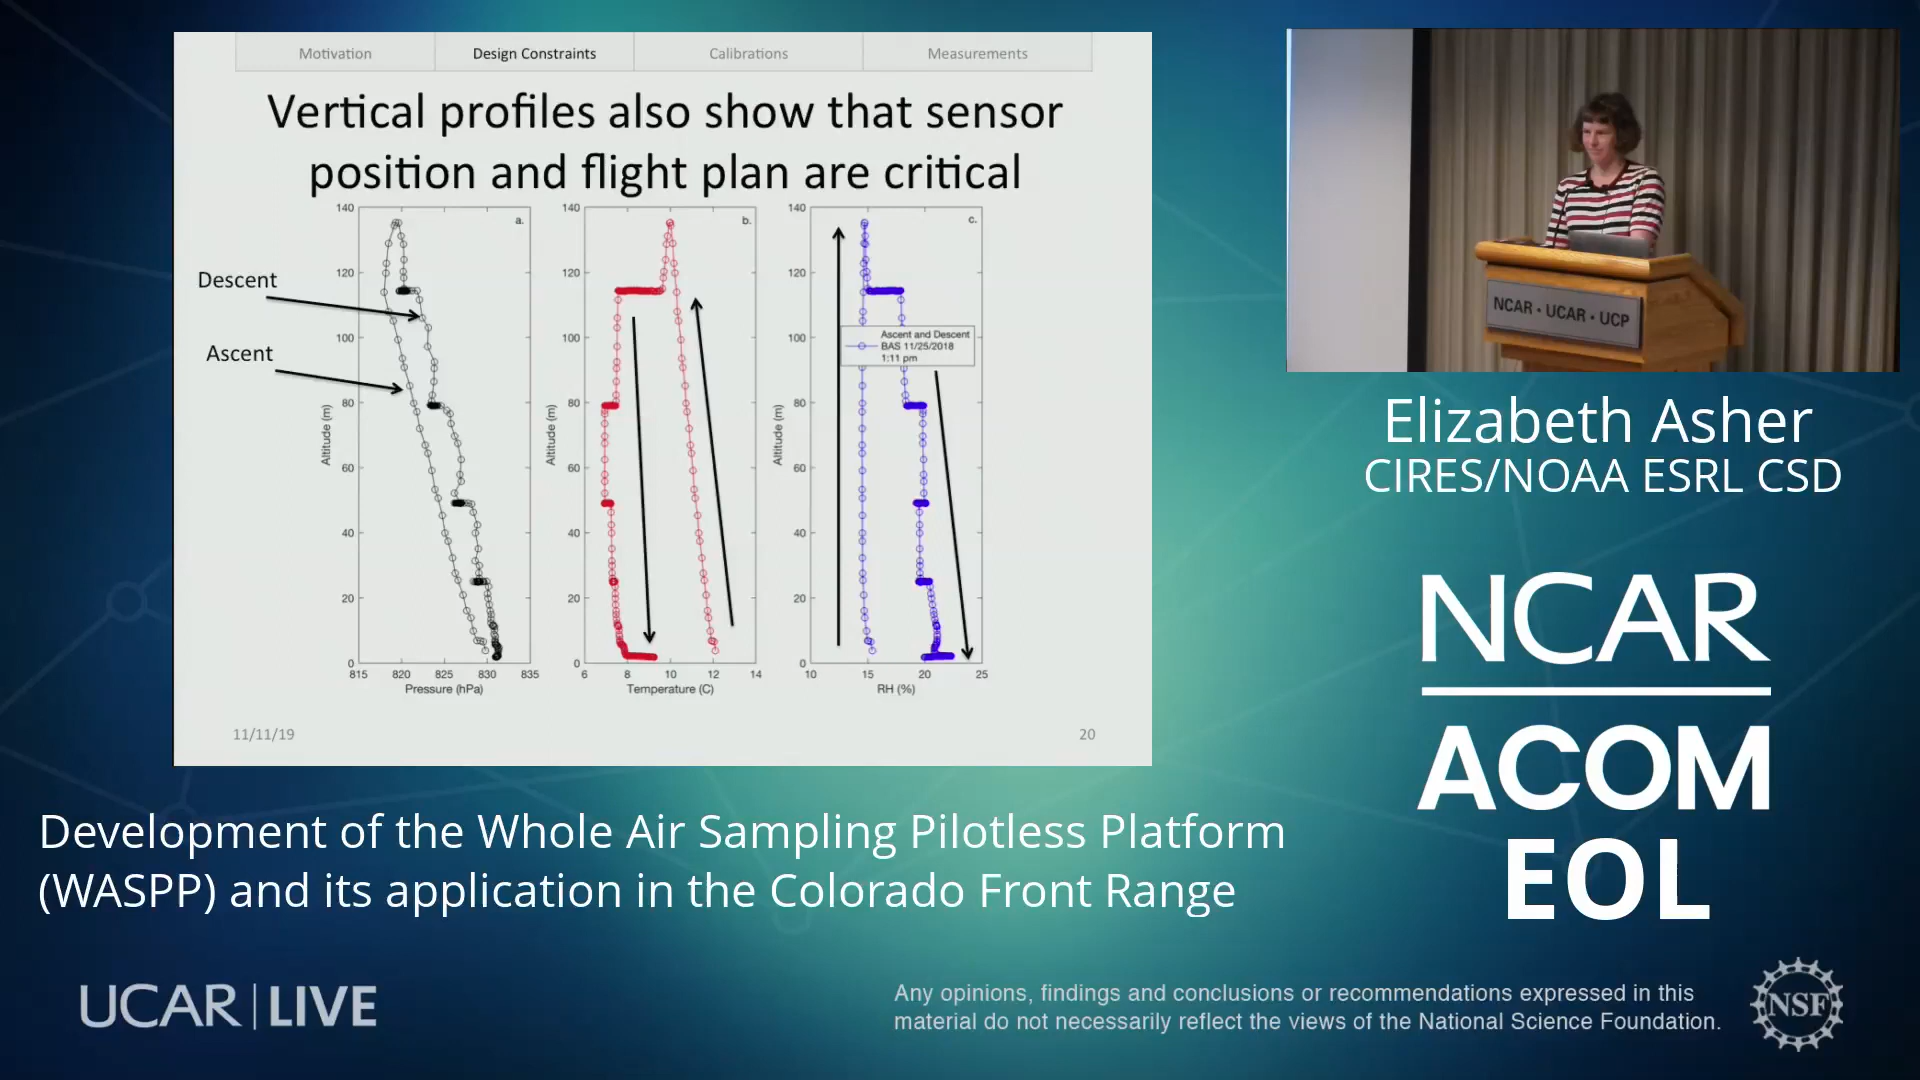 Motivation
Design Constraints
Calibrations
Measurements
Vertical profiles also show that sensor
position and flight plan are critical
Descent
Ascent
a.
140
120
100
80
60
40
20
0
Altitude (m)
815 820 825 830 835
Pressure (hPa)
b.
140
120
100
80
60
40
20
0
Altitude (m)
6 8 10 12 14
Temperature (C)
c.
140
120
100
80
60
40
20
0
Altitude (m)
Ascent and Descent
BAS 11/25/2018
1:11 pm
10 15 20 25
RH (%)
11/11/19
20
NCAR • UCAR • UCP
Elizabeth Asher
CIRES/NOAA ESRL CSD
NCAR
ACOM
EOL
Development of the Whole Air Sampling Pilotless Platform
(WASPP) and its application in the Colorado Front Range
UCAR | LIVE
Any opinions, findings and conclusions or recommendations expressed in this
material do not necessarily reflect the views of the National Science Foundation.
NSF